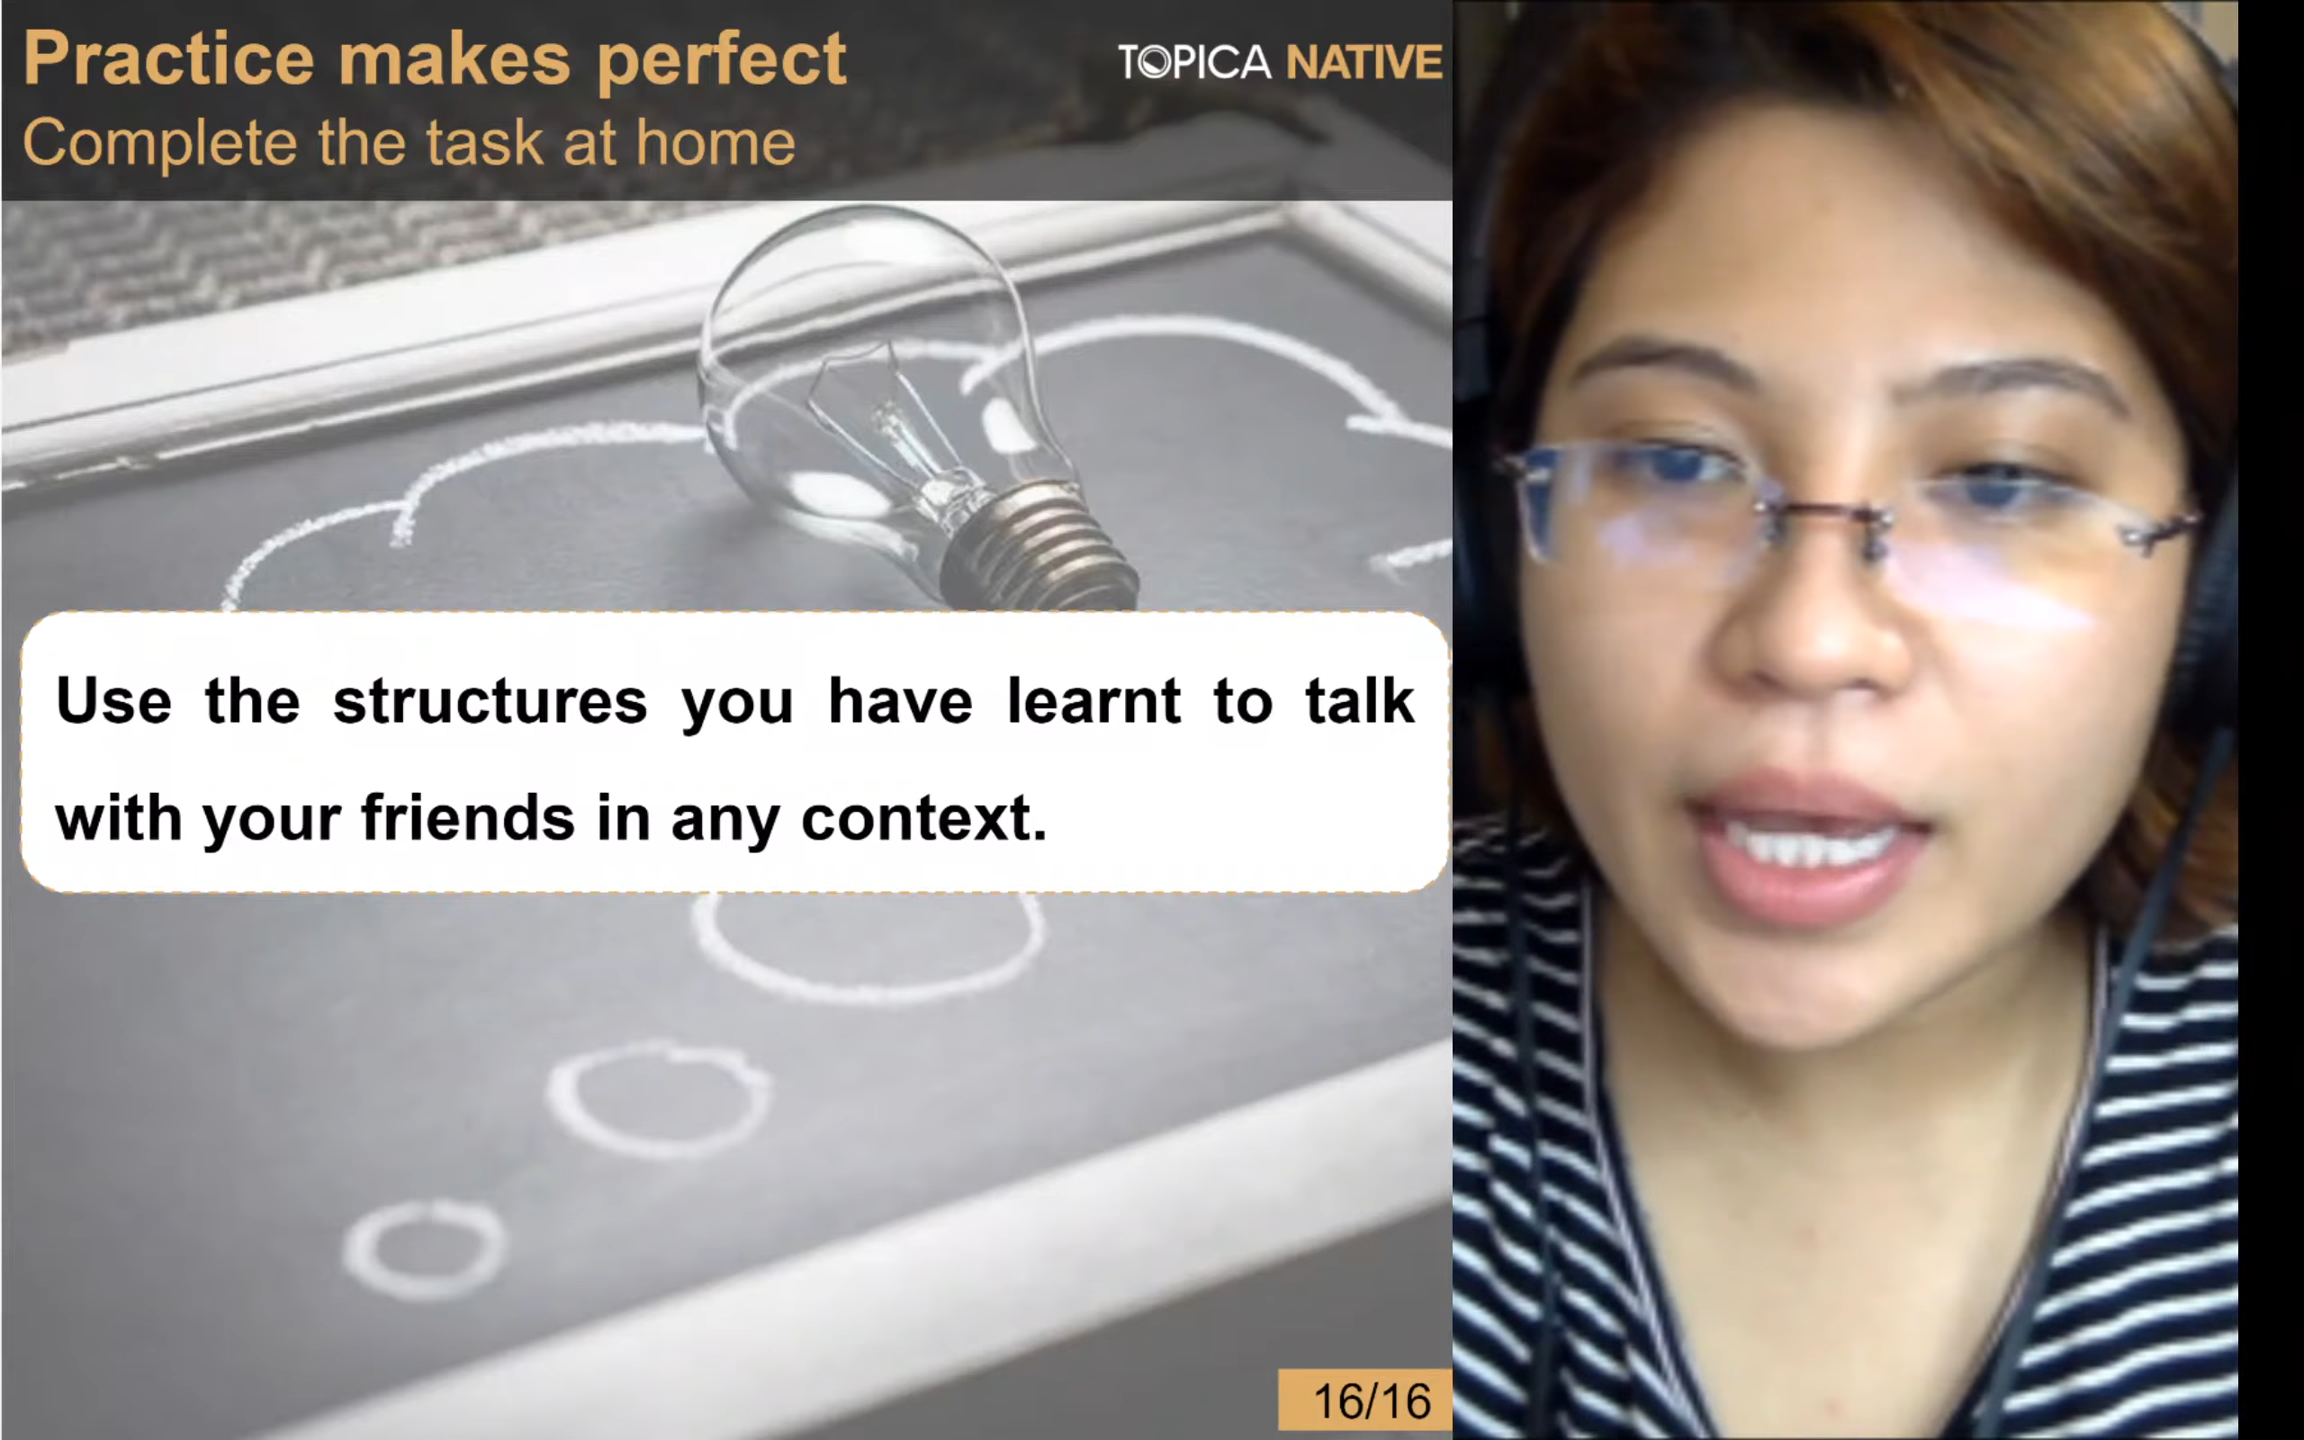 Practice makes perfect
TOPICA NATIVE
Complete the task at home
Use the structures you have learnt to talk
with your friends in any context.
16/16